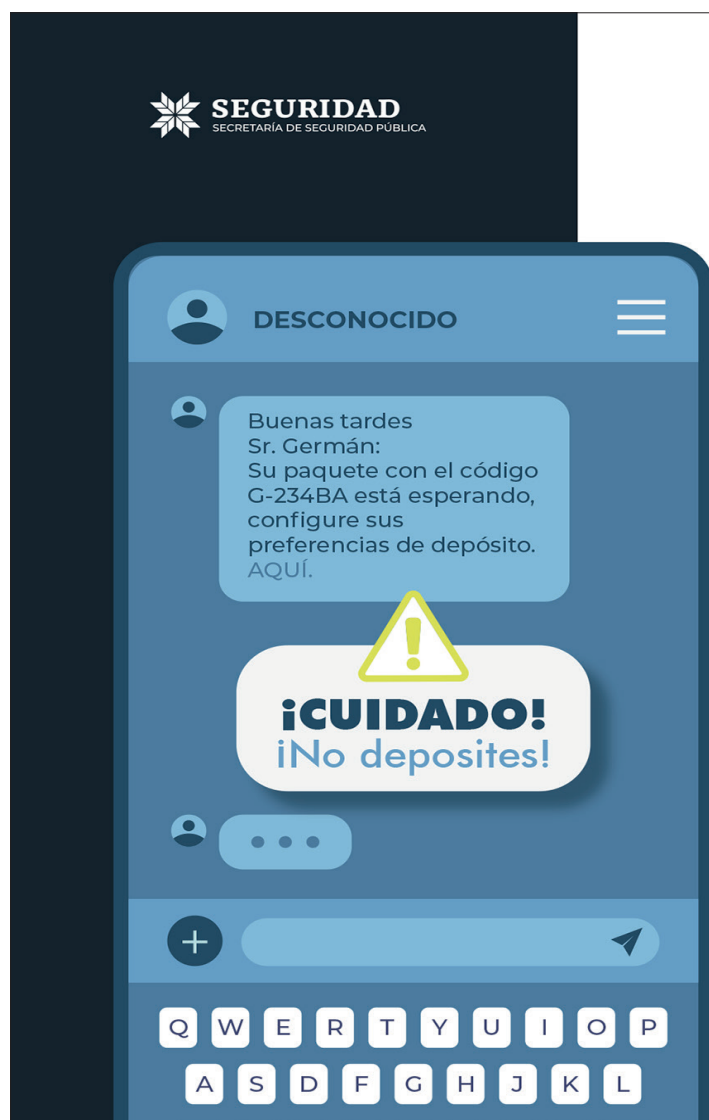 SEGURIDAD
SECRETARÍA DE SEGURIDAD PÚBLICA
DESCONOCIDO
Buenas tardes
Sr. Germán:
Su paquete con el código
G-234BA está esperando,
configure sus
preferencias de depósito.
AQUÍ.
¡CUIDADO!
¡No deposites!
Q W E R T Y U I O P
A S D F G H J K L